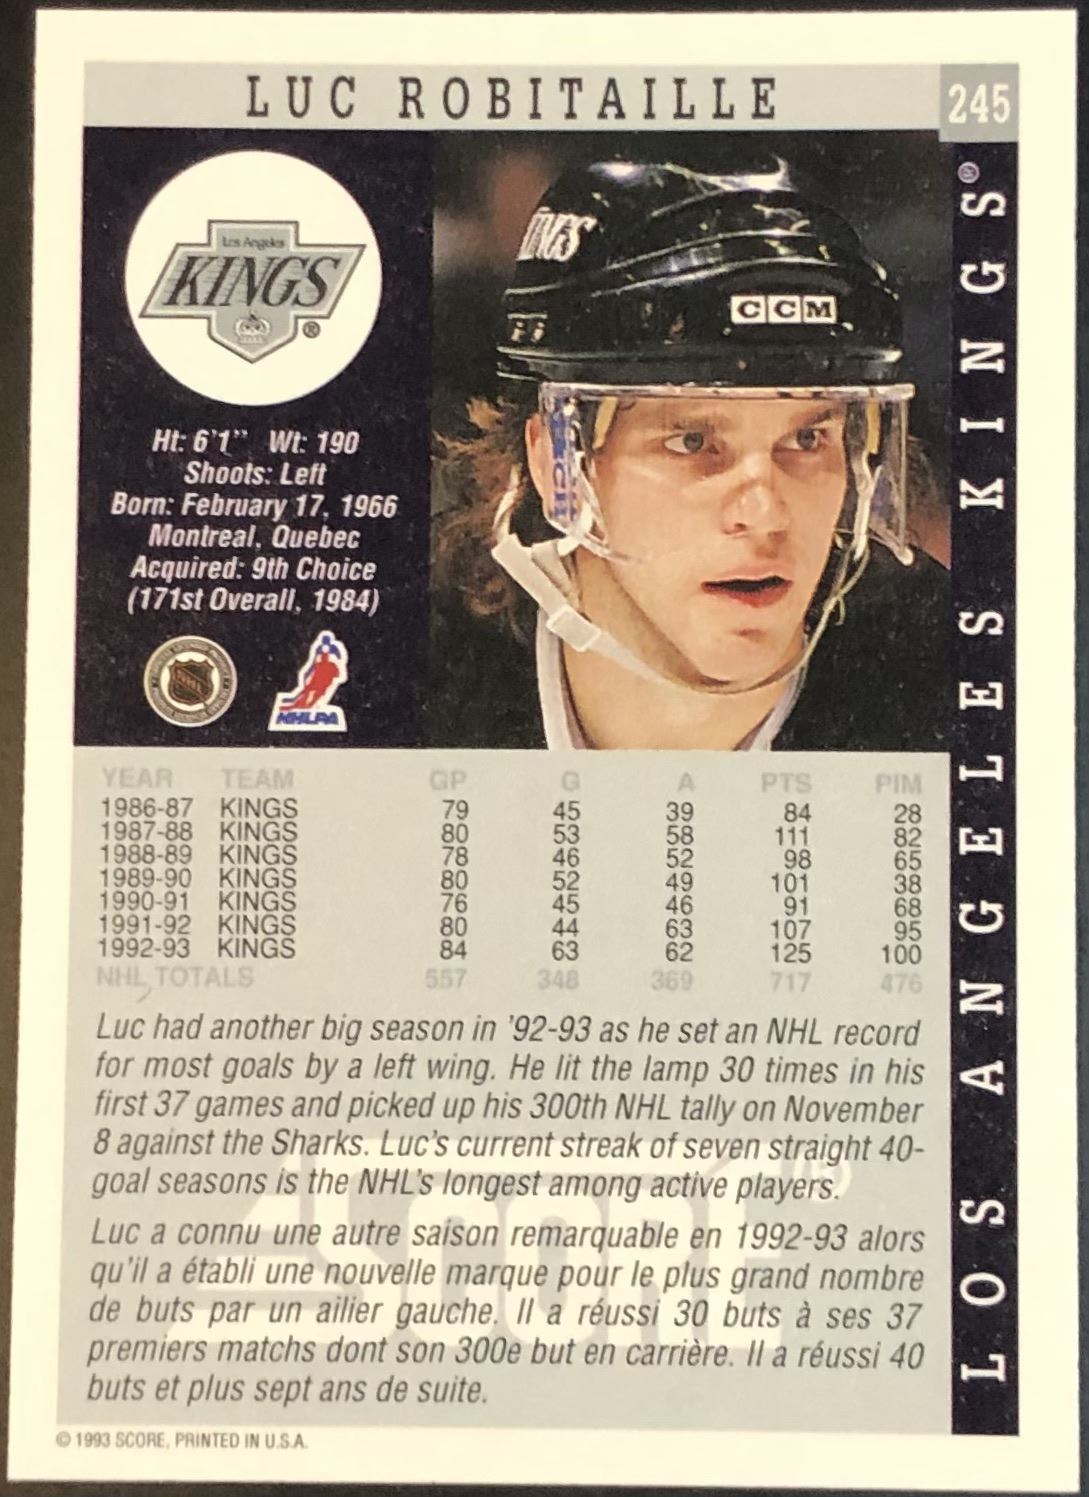 LUC ROBITAILLE
245
Los Angeles
KINGS
®
KINGS
CCM
Ht: 6'1" Wt: 190
Shoots: Left
Born: February 17, 1966
Montreal, Quebec
Acquired: 9th Choice
(171st Overall, 1984)
NHL
NHLPA
LOS ANGELES KINGS®
YEAR TEAM GP G A PTS PIM
1986-87 KINGS 79 45 39 84 28
1987-88 KINGS 80 53 58 111 82
1988-89 KINGS 78 46 52 98 65
1989-90 KINGS 80 52 49 101 38
1990-91 KINGS 76 45 46 91 68
1991-92 KINGS 80 44 63 107 95
1992-93 KINGS 84 63 62 125 100
NHL TOTALS 557 348 369 717 476
Luc had another big season in '92-93 as he set an NHL record
for most goals by a left wing. He lit the lamp 30 times in his
first 37 games and picked up his 300th NHL tally on November
8 against the Sharks. Luc's current streak of seven straight 40-
goal seasons is the NHL's longest among active players.
Luc a connu une autre saison remarquable en 1992-93 alors
qu'il a établi une nouvelle marque pour le plus grand nombre
de buts par un ailier gauche. Il a réussi 30 buts à ses 37
premiers matchs dont son 300e but en carrière. Il a réussi 40
buts et plus sept ans de suite.
SCORE
© 1993 SCORE, PRINTED IN U.S.A.